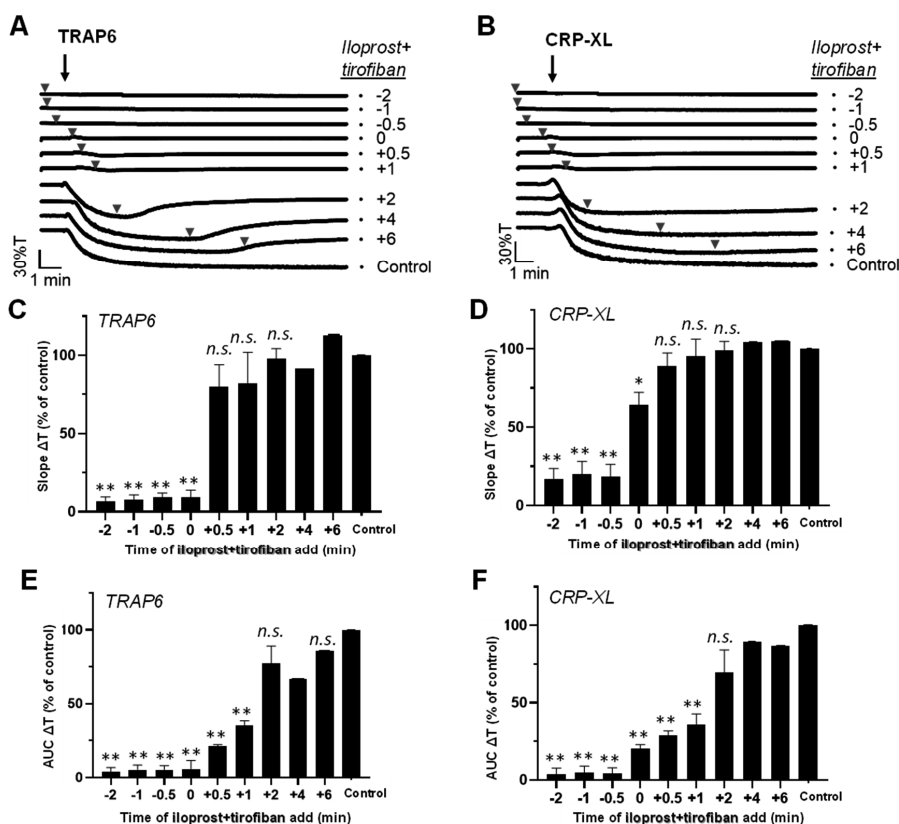 A
TRAP6
Iloprost+
tirofiban
-2
-1
-0.5
0
+0.5
+1
+2
+4
+6
Control
30%T
1 min
B
CRP-XL
Iloprost+
tirofiban
-2
-1
-0.5
0
+0.5
+1
+2
+4
+6
Control
30%T
1 min
C
TRAP6
Slope ΔT (% of control)
100
50
0
** ** ** ** n.s. n.s. n.s.
-2 -1 -0.5 0 +0.5 +1 +2 +4 +6 Control
Time of iloprost+tirofiban add (min)
D
CRP-XL
Slope ΔT (% of control)
100
50
0
** ** ** * n.s. n.s. n.s.
-2 -1 -0.5 0 +0.5 +1 +2 +4 +6 Control
Time of iloprost+tirofiban add (min)
E
TRAP6
AUC ΔT (% of control)
100
50
0
** ** ** ** ** ** n.s. n.s.
-2 -1 -0.5 0 +0.5 +1 +2 +4 +6 Control
Time of iloprost+tirofiban add (min)
F
CRP-XL
AUC ΔT (% of control)
100
50
0
** ** ** ** ** ** n.s.
-2 -1 -0.5 0 +0.5 +1 +2 +4 +6 Control
Time of iloprost+tirofiban add (min)